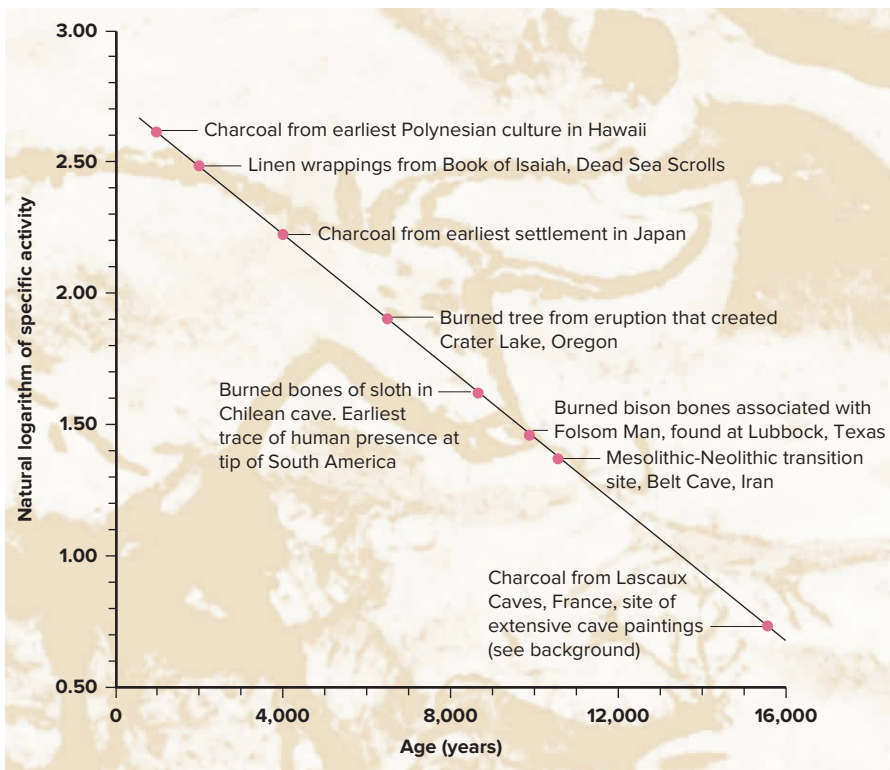 3.00
Charcoal from earliest Polynesian culture in Hawaii
2.50
Linen wrappings from Book of Isaiah, Dead Sea Scrolls
Charcoal from earliest settlement in Japan
2.00
Burned tree from eruption that created
Crater Lake, Oregon
Burned bones of sloth in
Chilean cave. Earliest
trace of human presence at
tip of South America
1.50
Burned bison bones associated with
Folsom Man, found at Lubbock, Texas
Mesolithic-Neolithic transition
site, Belt Cave, Iran
1.00
Charcoal from Lascaux
Caves, France, site of
extensive cave paintings
(see background)
0.50
Natural logarithm of specific activity
0
4,000
8,000
12,000
16,000
Age (years)